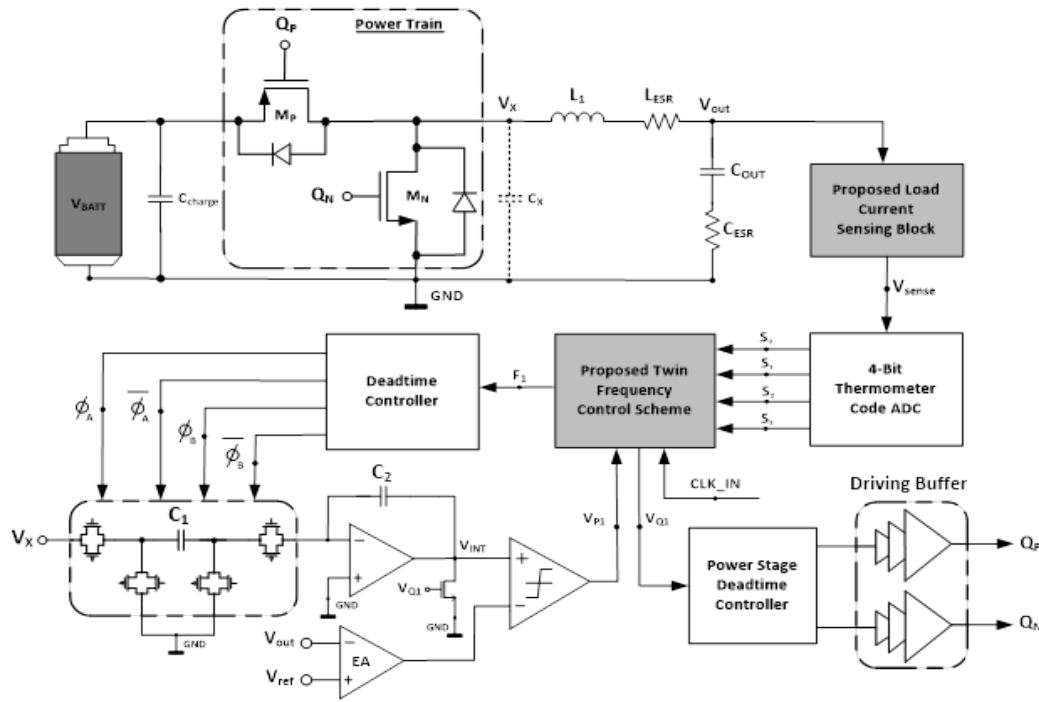 Power Train
Q_P
M_P
Q_N
M_N
V_BATT
C_charge
V_X
L_1
L_ESR
V_out
C_X
C_OUT
C_ESR
GND
Proposed Load
Current
Sensing Block
V_sense
4-Bit
Thermometer
Code ADC
S
S
S
S
Proposed Twin
Frequency
Control Scheme
F_1
Deadtime
Controller
ϕ_A
ϕ̅_A
ϕ_B
ϕ̅_B
V_X
C_1
GND
C_2
−
+
GND
V_INT
V_Q1
GND
V_out
−
V_ref
+
EA
+
−
V_P1
V_Q1
CLK_IN
Power Stage
Deadtime
Controller
Driving Buffer
Q_P
Q_N